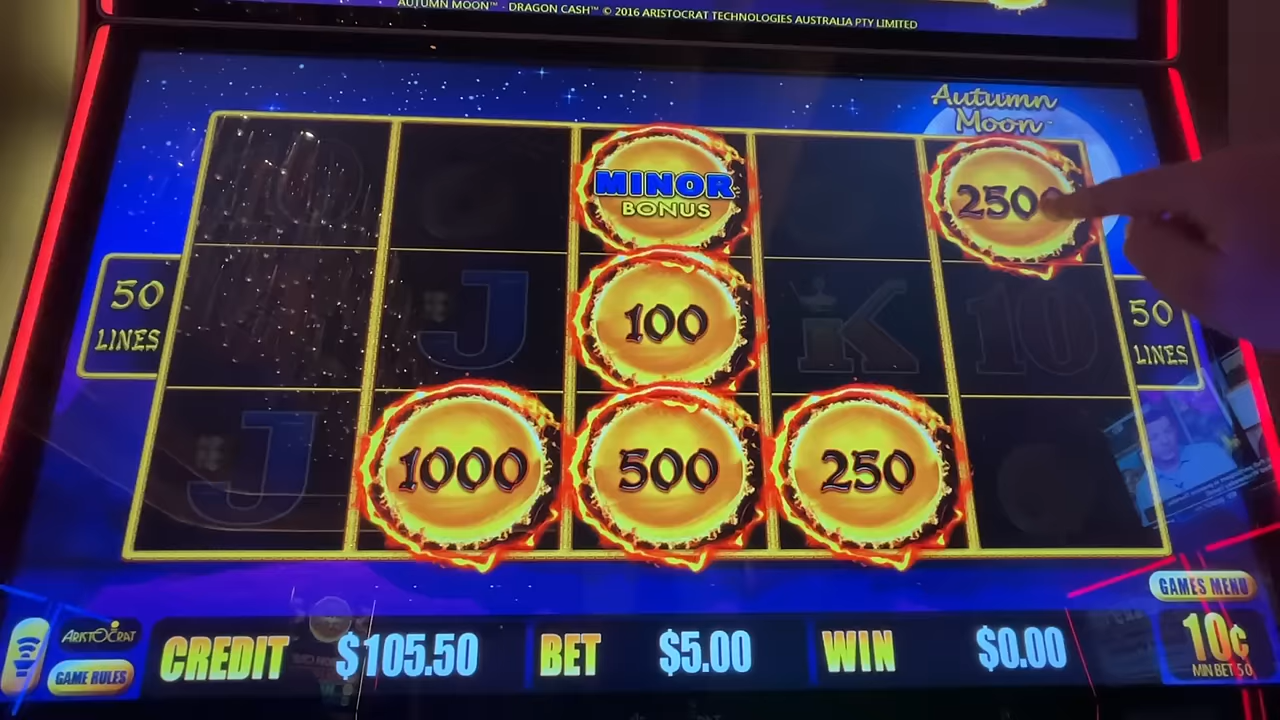 AUTUMN MOON™ - DRAGON CASH™ © 2016 ARISTOCRAT TECHNOLOGIES AUSTRALIA PTY LIMITED
Autumn
Moon™
MINOR
BONUS
2500
50
LINES
J
100
K
10
50
LINES
J
1000
500
250
GAMES MENU
ARISTOCRAT
GAME RULES
CREDIT $105.50
BET $5.00
WIN $0.00
10¢
MIN BET 50